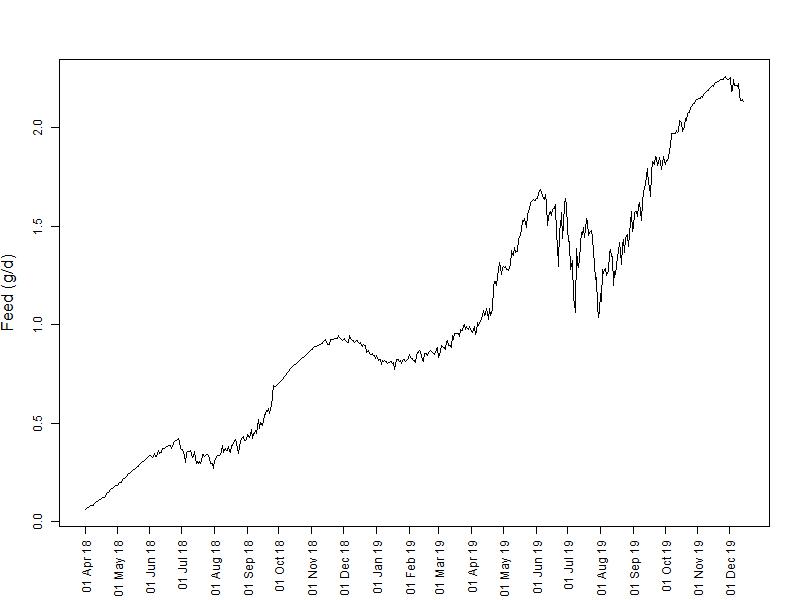 Feed (g/d)
2.0
1.5
1.0
0.5
0.0
01 Apr 18
01 May 18
01 Jun 18
01 Jul 18
01 Aug 18
01 Sep 18
01 Oct 18
01 Nov 18
01 Dec 18
01 Jan 19
01 Feb 19
01 Mar 19
01 Apr 19
01 May 19
01 Jun 19
01 Jul 19
01 Aug 19
01 Sep 19
01 Oct 19
01 Nov 19
01 Dec 19